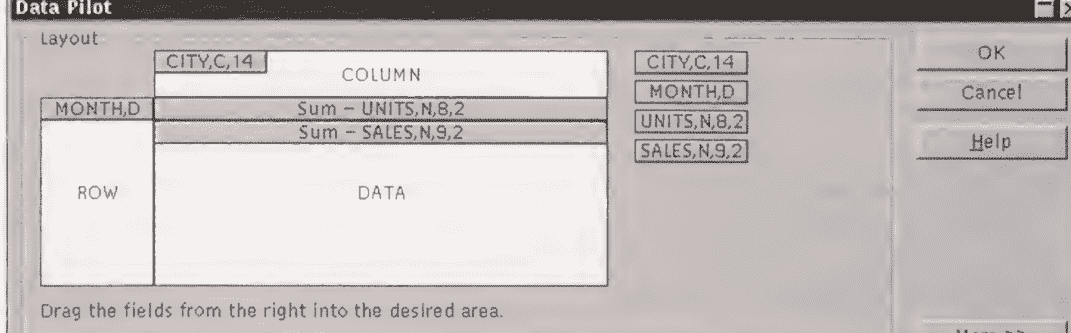 Data Pilot
Layout
CITY,C,14
COLUMN
MONTH,D
Sum – UNITS,N,8,2
Sum – SALES,N,9,2
ROW
DATA
CITY,C,14
MONTH,D
UNITS,N,8,2
SALES,N,9,2
OK
Cancel
Help
Drag the fields from the right into the desired area.
More >>